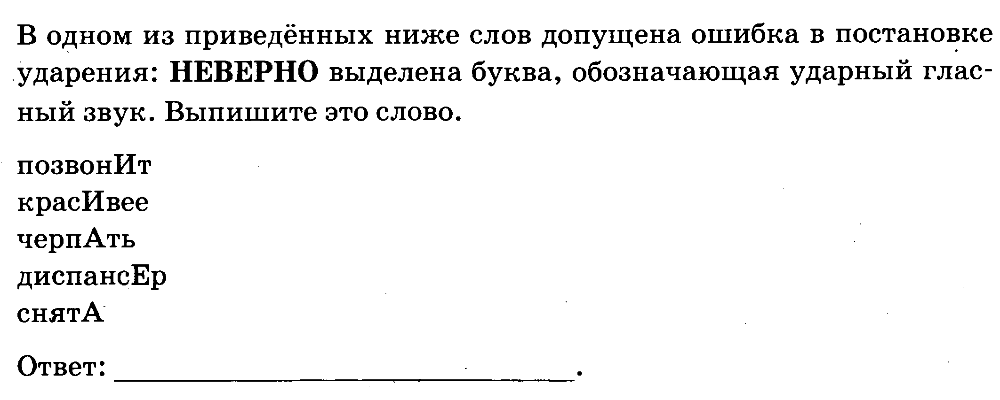 В одном из приведённых ниже слов допущена ошибка в постановке
ударения: НЕВЕРНО выделена буква, обозначающая ударный глас-
ный звук. Выпишите это слово.
позвонИт
красИвее
черпАть
диспансЕр
снятА
Ответ: ____________________.